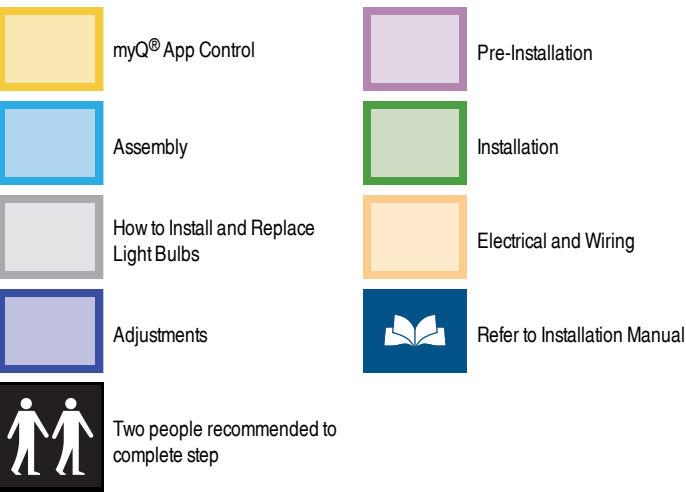 myQ® App Control
Pre-Installation
Assembly
Installation
How to Install and Replace
Light Bulbs
Electrical and Wiring
Adjustments
Refer to Installation Manual
Two people recommended to
complete step